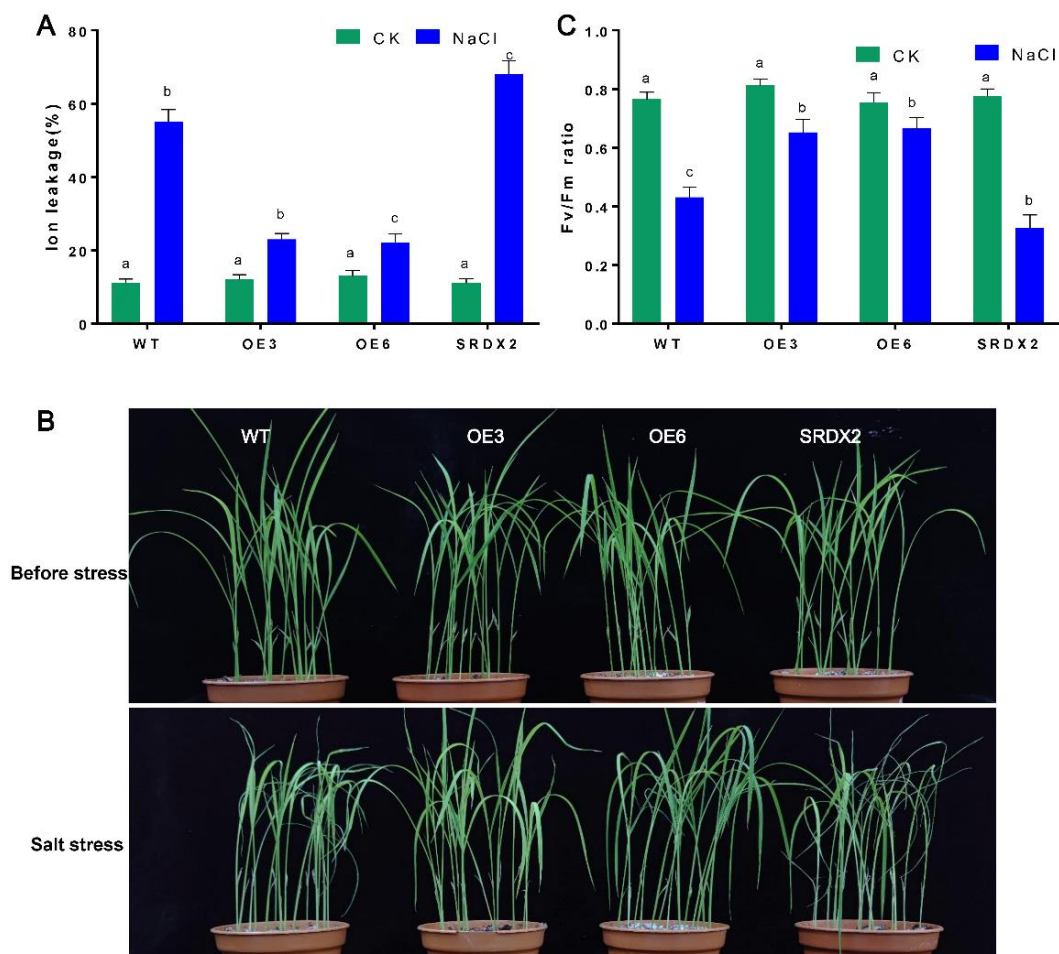 A
CK NaCl
Ion leakage(%)
80
60
40
20
0
a b
a b
a c
a c
WT OE3 OE6 SRDX2
C
CK NaCl
Fv/Fm ratio
1.0
0.8
0.6
0.4
0.2
0.0
a c
a b
a b
a b
WT OE3 OE6 SRDX2
B
WT OE3 OE6 SRDX2
Before stress
Salt stress